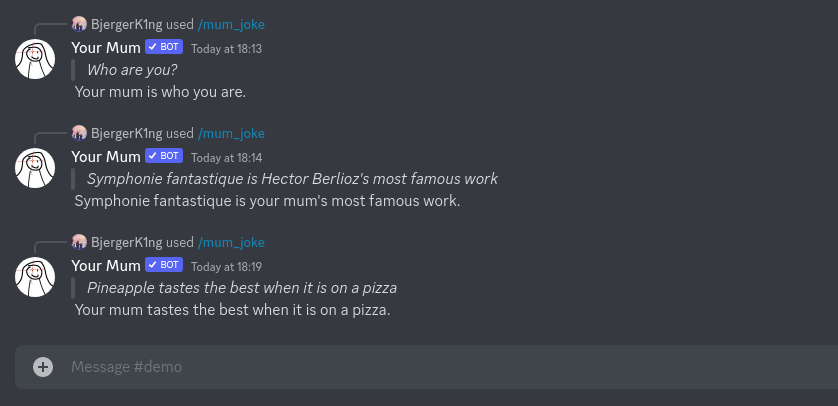 BjergerK1ng used /mum_joke
Your Mum BOT Today at 18:13
Who are you?
Your mum is who you are.
BjergerK1ng used /mum_joke
Your Mum BOT Today at 18:14
Symphonie fantastique is Hector Berlioz's most famous work
Symphonie fantastique is your mum's most famous work.
BjergerK1ng used /mum_joke
Your Mum BOT Today at 18:19
Pineapple tastes the best when it is on a pizza
Your mum tastes the best when it is on a pizza.
Message #demo